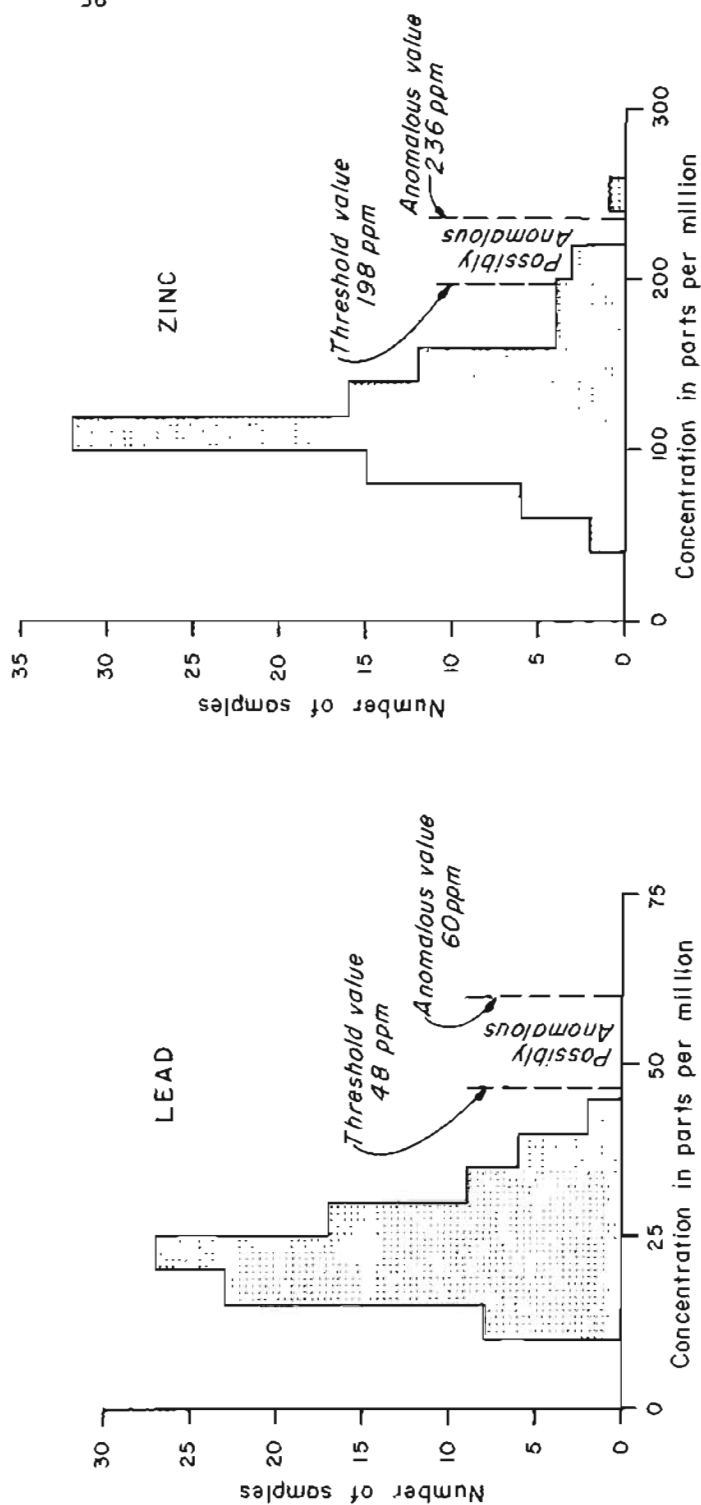 LEAD
Number of samples
30
25
20
15
10
5
0
Threshold value
48 ppm
Anomalous value
60 ppm
Possibly
Anomalous
0
25
50
75
Concentration in parts per million
ZINC
Number of samples
35
30
25
20
15
10
5
0
Threshold value
198 ppm
Anomalous value
236 ppm
Possibly
Anomalous
0
100
200
300
Concentration in parts per million